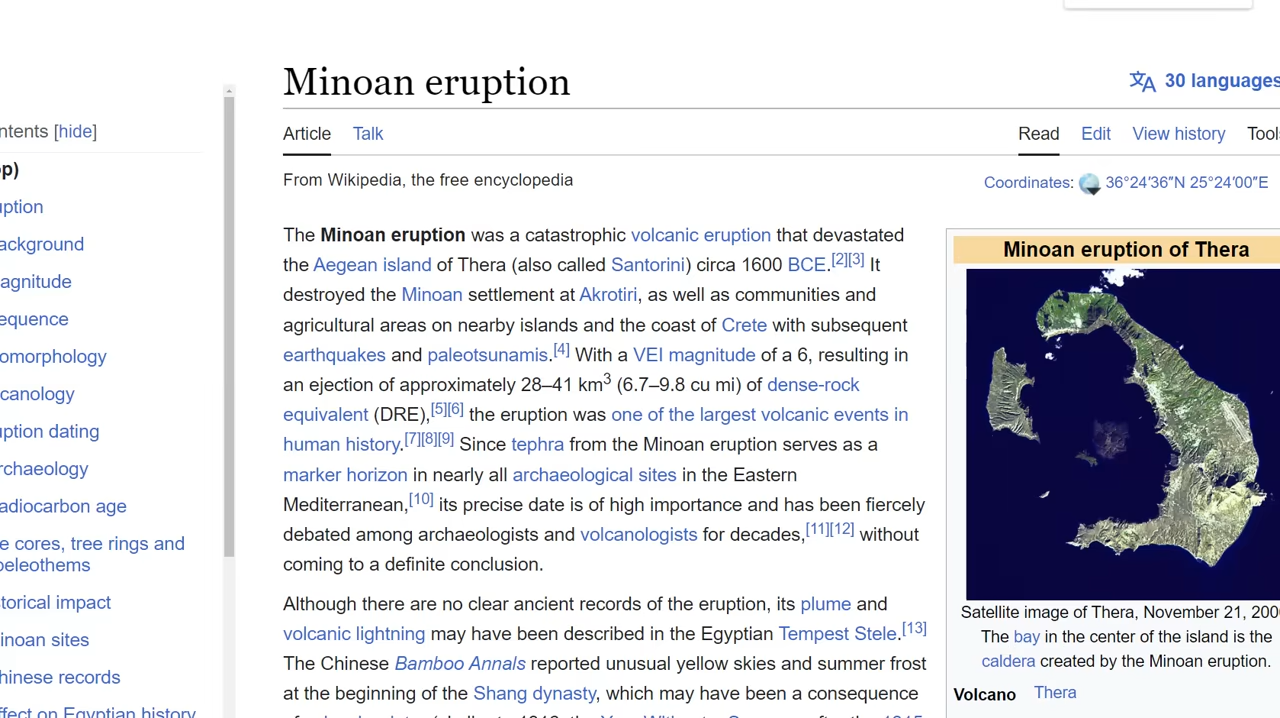 Minoan eruption
30 languages
ntents [hide]
Article Talk
Read Edit View history Tools
p)
From Wikipedia, the free encyclopedia
Coordinates: 36°24′36″N 25°24′00″E
uption
ackground
agnitude
equence
omorphology
canology
uption dating
rchaeology
adiocarbon age
e cores, tree rings and
peleothems
storical impact
inoan sites
hinese records
ffect on Egyptian history
The Minoan eruption was a catastrophic volcanic eruption that devastated
the Aegean island of Thera (also called Santorini) circa 1600 BCE.[2][3] It
destroyed the Minoan settlement at Akrotiri, as well as communities and
agricultural areas on nearby islands and the coast of Crete with subsequent
earthquakes and paleotsunamis.[4] With a VEI magnitude of a 6, resulting in
an ejection of approximately 28–41 km3 (6.7–9.8 cu mi) of dense-rock
equivalent (DRE),[5][6] the eruption was one of the largest volcanic events in
human history.[7][8][9] Since tephra from the Minoan eruption serves as a
marker horizon in nearly all archaeological sites in the Eastern
Mediterranean,[10] its precise date is of high importance and has been fiercely
debated among archaeologists and volcanologists for decades,[11][12] without
coming to a definite conclusion.
Although there are no clear ancient records of the eruption, its plume and
volcanic lightning may have been described in the Egyptian Tempest Stele.[13]
The Chinese Bamboo Annals reported unusual yellow skies and summer frost
at the beginning of the Shang dynasty, which may have been a consequence
Minoan eruption of Thera
Satellite image of Thera, November 21, 200
The bay in the center of the island is the
caldera created by the Minoan eruption.
Volcano Thera